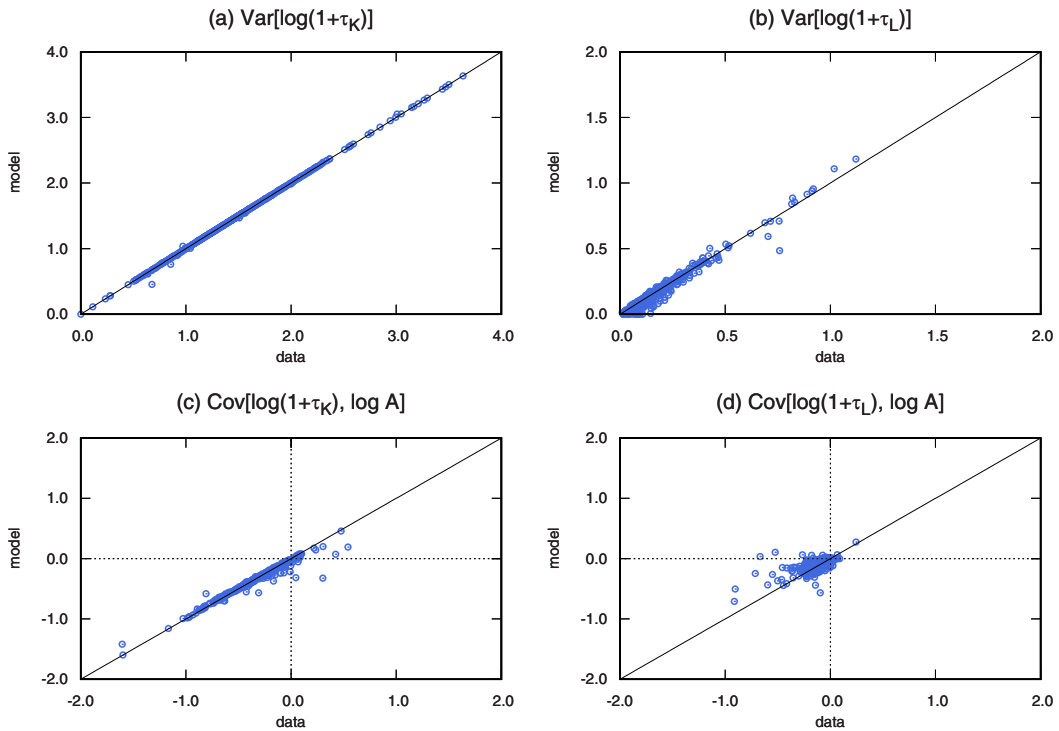 (a) Var[log(1+τK)]
4.0
3.0
2.0
1.0
0.0
model
0.0 1.0 2.0 3.0 4.0
data
(b) Var[log(1+τL)]
2.0
1.5
1.0
0.5
0.0
model
0.0 0.5 1.0 1.5 2.0
data
(c) Cov[log(1+τK), log A]
2.0
1.0
0.0
-1.0
-2.0
model
-2.0 -1.0 0.0 1.0 2.0
data
(d) Cov[log(1+τL), log A]
2.0
1.0
0.0
-1.0
-2.0
model
-2.0 -1.0 0.0 1.0 2.0
data